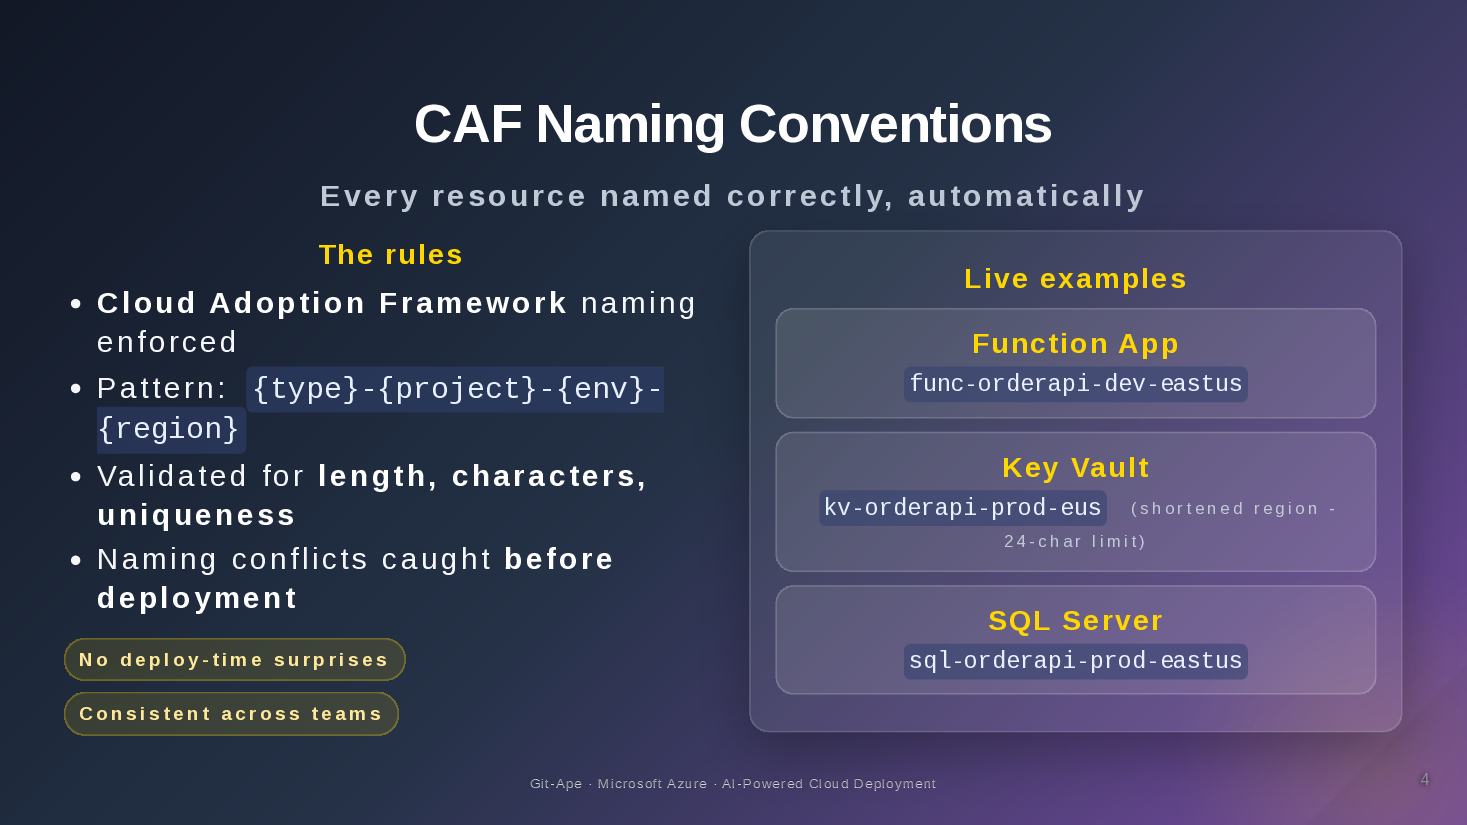 CAF Naming Conventions
Every resource named correctly, automatically
The rules
• Cloud Adoption Framework naming
enforced
• Pattern: {type}-{project}-{env}-
{region}
• Validated for length, characters,
uniqueness
• Naming conflicts caught before
deployment
No deploy-time surprises
Consistent across teams
Live examples
Function App
func-orderapi-dev-eastus
Key Vault
kv-orderapi-prod-eus (shortened region -
24-char limit)
SQL Server
sql-orderapi-prod-eastus
Git-Ape · Microsoft Azure · AI-Powered Cloud Deployment
4